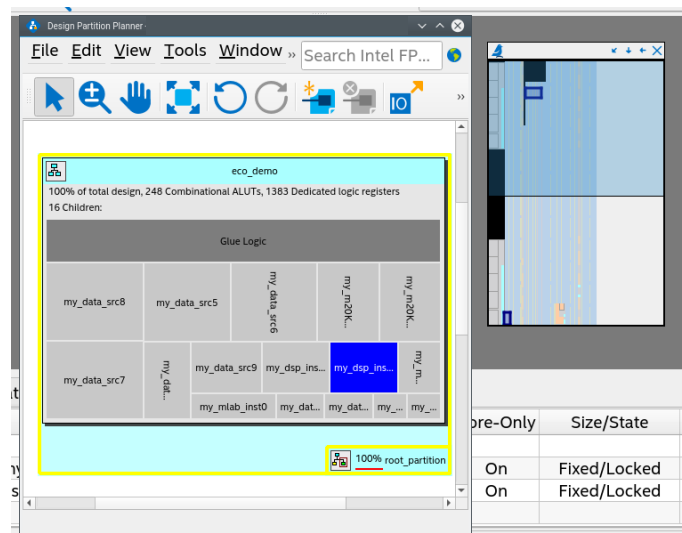 Design Partition Planner
File Edit View Tools Window » Search Intel FP...
IO »
eco_demo
100% of total design, 248 Combinational ALUTs, 1383 Dedicated logic registers
16 Children:
Glue Logic
my_data_src8
my_data_src5
my_data_src6
my_m20K...
my_m20K...
my_data_src7
my_dat...
my_data_src9
my_dsp_ins...
my_dsp_ins...
my_m...
my_mlab_inst0
my_dat...
my_dat...
my_...
my_...
100% root_partition
ore-Only Size/State
On Fixed/Locked
On Fixed/Locked